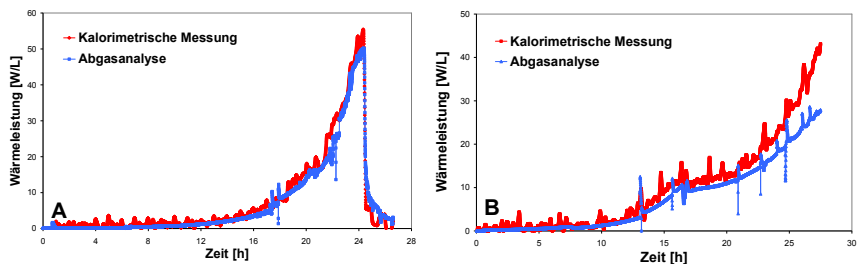 60
50
40
30
20
10
0
Wärmeleistung [W/L]
Kalorimetrische Messung
Abgasanalyse
A
0 4 8 12 16 20 24 28
Zeit [h]
50
40
30
20
10
0
Wärmeleistung [W/L]
Kalorimetrische Messung
Abgasanalyse
B
0 5 10 15 20 25 30
Zeit [h]